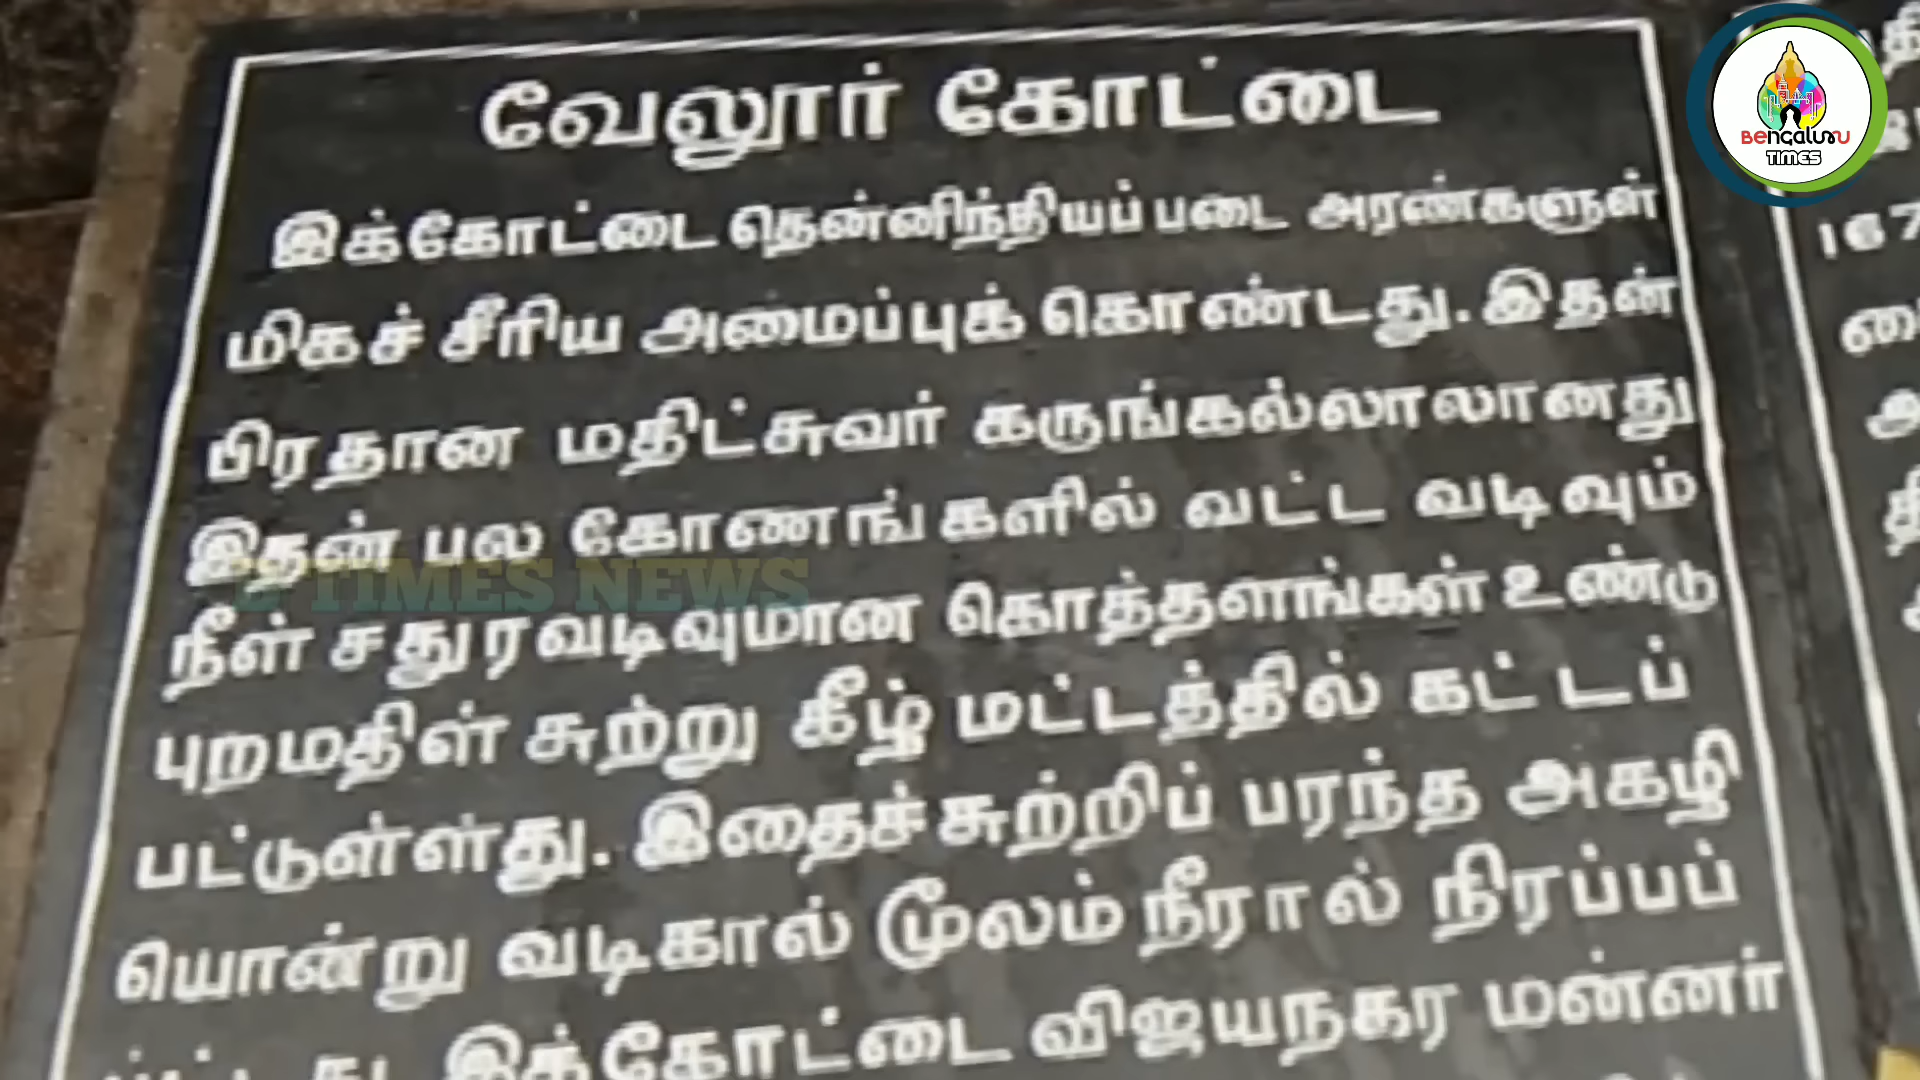 வேலூர் கோட்டை
இக்கோட்டை தென்னிந்தியப் படை அரண்களுள்
மிகச் சீரிய அமைப்புக் கொண்டது. இதன்
பிரதான மதிட்சுவர் கருங்கல்லாலானது
இதன் பல கோணங்களில் வட்ட வடிவும்
நீள் சதுரவடிவுமான கொத்தளங்கள் உண்டு
புறமதிள் சுற்று கீழ் மட்டத்தில் கட்டப்
பட்டுள்ள்து. இதைச்சுற்றிப் பரந்த அகழி
யொன்று வடிகால் மூலம் நீரால் நிரப்பப்
இக்கோட்டை விஜயநகர மன்னர்
167
BENGALURU
TIMES
TIMES NEWS